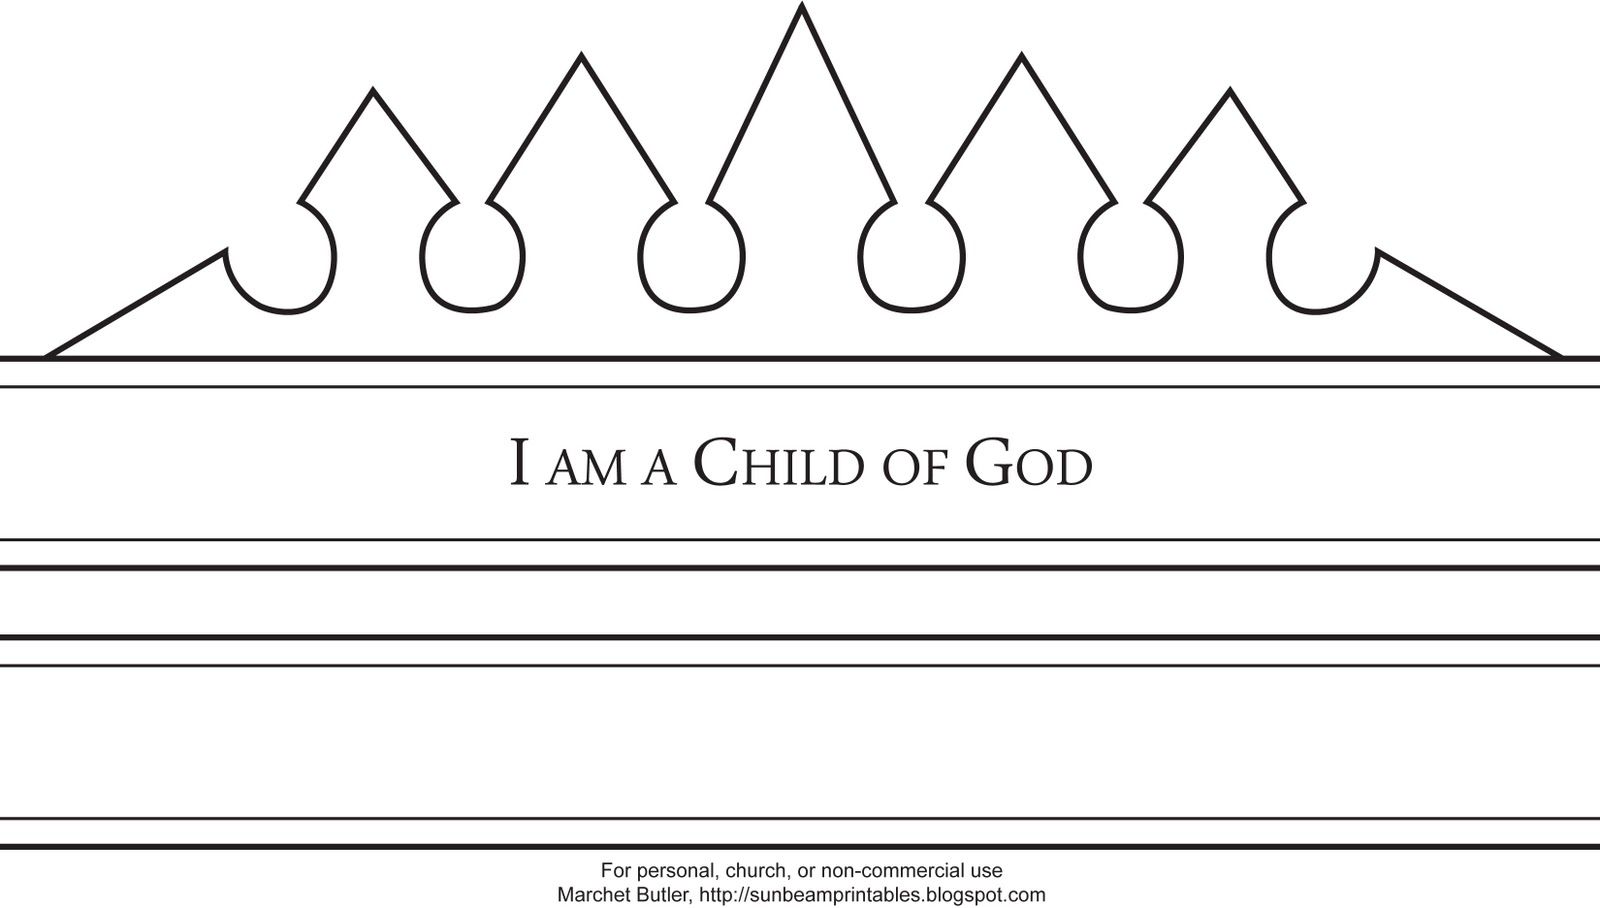 I am a Child of God
For personal, church, or non-commercial use
Marchet Butler, http://sunbeamprintables.blogspot.com